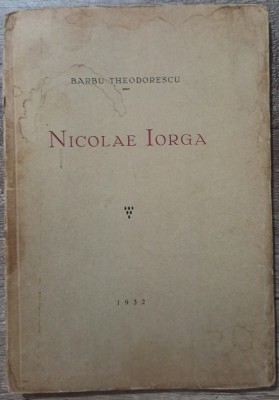 BARBU THEODORESCU
NICOLAE IORGA
1932